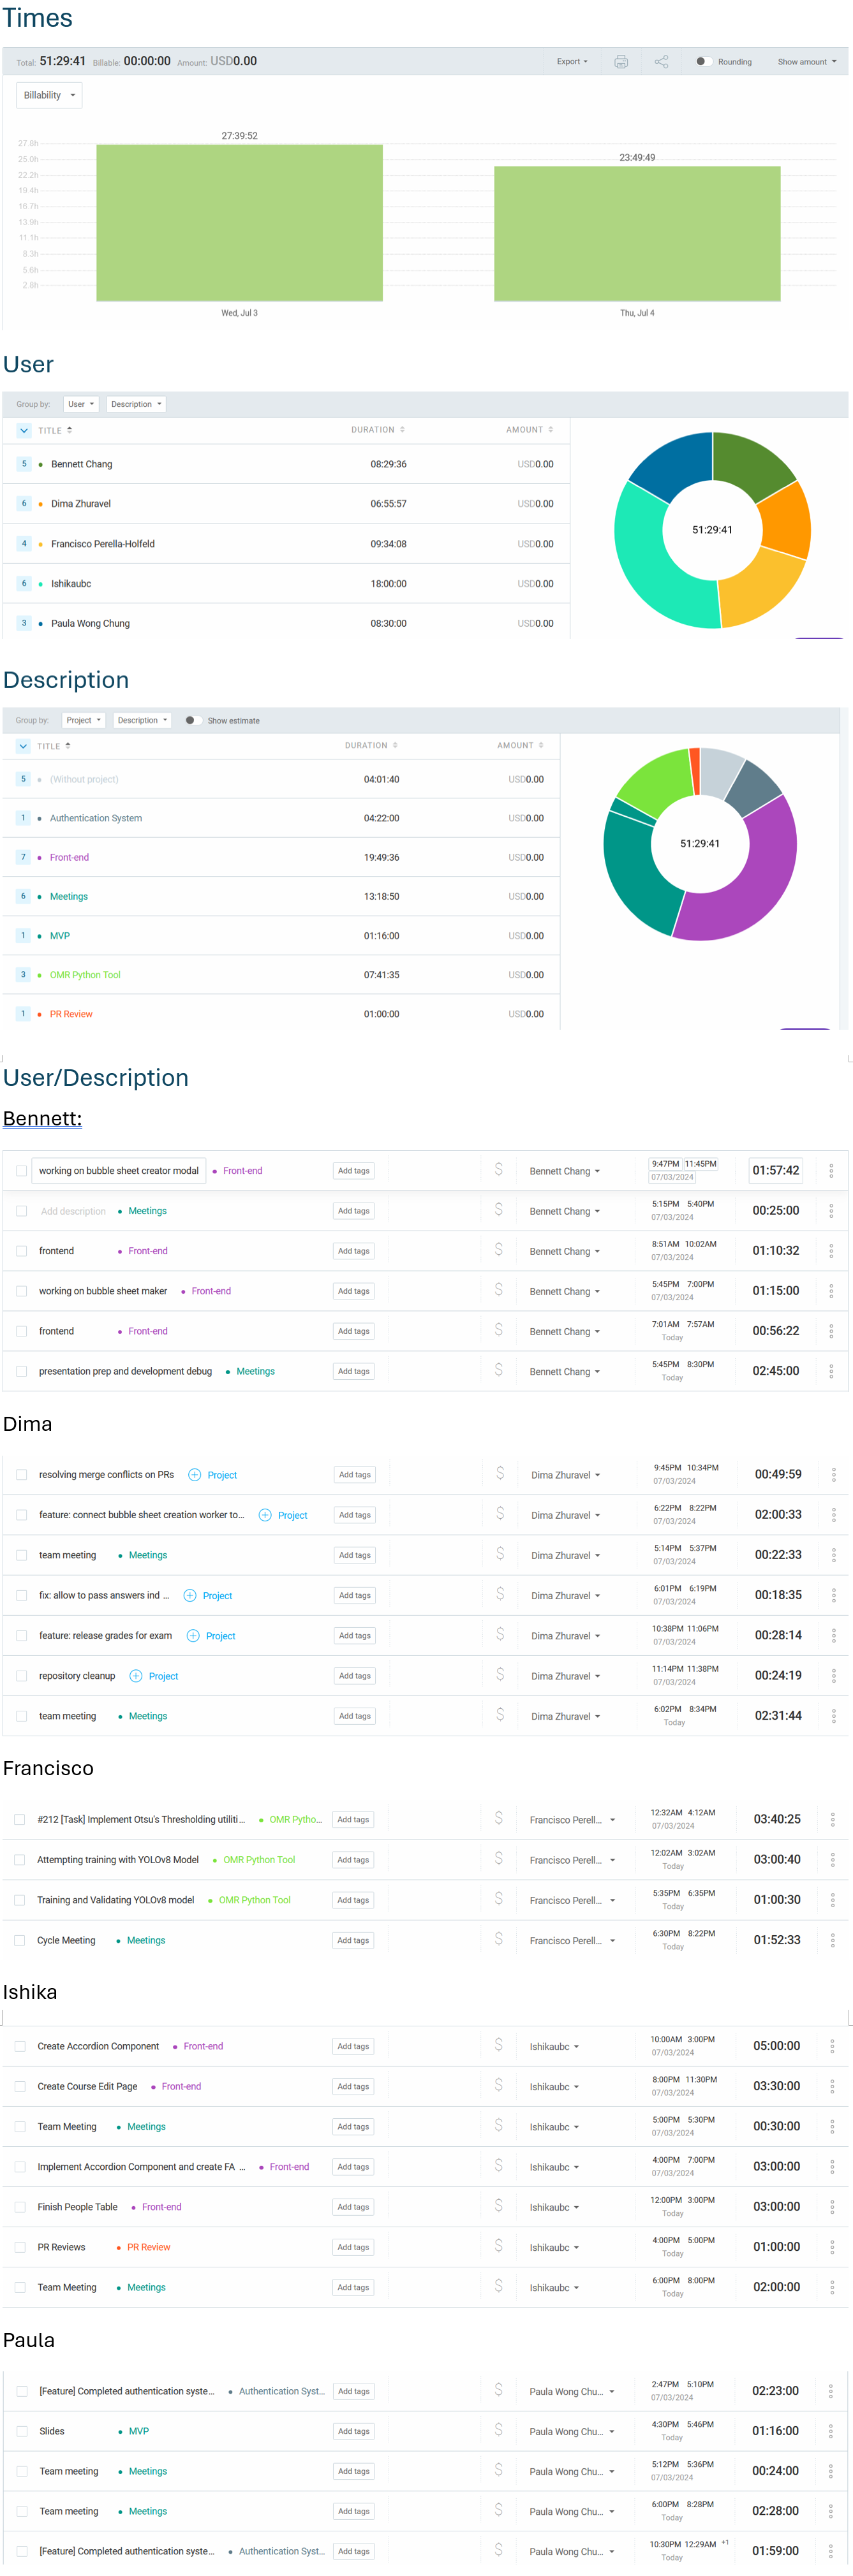 Times
Total: 51:29:41 Billable: 00:00:00 Amount: USD0.00 Export Rounding Show amount
Billability
27:39:52
23:49:49
27.8h
25.0h
22.2h
19.4h
16.7h
13.9h
11.1h
8.3h
5.6h
2.8h
Wed, Jul 3 Thu, Jul 4
User
Group by: User Description
TITLE DURATION AMOUNT
5 Bennett Chang 08:29:36 USD0.00
6 Dima Zhuravel 06:55:57 USD0.00
4 Francisco Perella-Holfeld 09:34:08 USD0.00
6 Ishikaubc 18:00:00 USD0.00
3 Paula Wong Chung 08:30:00 USD0.00
51:29:41
Description
Group by: Project Description Show estimate
TITLE DURATION AMOUNT
5 (Without project) 04:01:40 USD0.00
1 Authentication System 04:22:00 USD0.00
7 Front-end 19:49:36 USD0.00
6 Meetings 13:18:50 USD0.00
1 MVP 01:16:00 USD0.00
3 OMR Python Tool 07:41:35 USD0.00
1 PR Review 01:00:00 USD0.00
51:29:41
User/Description
Bennett:
working on bubble sheet creator modal Front-end Add tags $ Bennett Chang 9:47PM 11:45PM 07/03/2024 01:57:42
Add description Meetings Add tags $ Bennett Chang 5:15PM 5:40PM 07/03/2024 00:25:00
frontend Front-end Add tags $ Bennett Chang 8:51AM 10:02AM 07/03/2024 01:10:32
working on bubble sheet maker Front-end Add tags $ Bennett Chang 5:45PM 7:00PM 07/03/2024 01:15:00
frontend Front-end Add tags $ Bennett Chang 7:01AM 7:57AM Today 00:56:22
presentation prep and development debug Meetings Add tags $ Bennett Chang 5:45PM 8:30PM Today 02:45:00
Dima
resolving merge conflicts on PRs Project Add tags $ Dima Zhuravel 9:45PM 10:34PM 07/03/2024 00:49:59
feature: connect bubble sheet creation worker to... Project Add tags $ Dima Zhuravel 6:22PM 8:22PM 07/03/2024 02:00:33
team meeting Meetings Add tags $ Dima Zhuravel 5:14PM 5:37PM 07/03/2024 00:22:33
fix: allow to pass answers ind ... Project Add tags $ Dima Zhuravel 6:01PM 6:19PM 07/03/2024 00:18:35
feature: release grades for exam Project Add tags $ Dima Zhuravel 10:38PM 11:06PM 07/03/2024 00:28:14
repository cleanup Project Add tags $ Dima Zhuravel 11:14PM 11:38PM 07/03/2024 00:24:19
team meeting Meetings Add tags $ Dima Zhuravel 6:02PM 8:34PM Today 02:31:44
Francisco
#212 [Task] Implement Otsu's Thresholding utiliti... OMR Pytho... Add tags $ Francisco Perell... 12:32AM 4:12AM 07/03/2024 03:40:25
Attempting training with YOLOv8 Model OMR Python Tool Add tags $ Francisco Perell... 12:02AM 3:02AM Today 03:00:40
Training and Validating YOLOv8 model OMR Python Tool Add tags $ Francisco Perell... 5:35PM 6:35PM Today 01:00:30
Cycle Meeting Meetings Add tags $ Francisco Perell... 6:30PM 8:22PM Today 01:52:33
Ishika
Create Accordion Component Front-end Add tags $ Ishikaubc 10:00AM 3:00PM 07/03/2024 05:00:00
Create Course Edit Page Front-end Add tags $ Ishikaubc 8:00PM 11:30PM 07/03/2024 03:30:00
Team Meeting Meetings Add tags $ Ishikaubc 5:00PM 5:30PM 07/03/2024 00:30:00
Implement Accordion Component and create FA ... Front-end Add tags $ Ishikaubc 4:00PM 7:00PM 07/03/2024 03:00:00
Finish People Table Front-end Add tags $ Ishikaubc 12:00PM 3:00PM Today 03:00:00
PR Reviews PR Review Add tags $ Ishikaubc 4:00PM 5:00PM Today 01:00:00
Team Meeting Meetings Add tags $ Ishikaubc 6:00PM 8:00PM Today 02:00:00
Paula
[Feature] Completed authentication syste... Authentication Syst... Add tags $ Paula Wong Chu... 2:47PM 5:10PM 07/03/2024 02:23:00
Slides MVP Add tags $ Paula Wong Chu... 4:30PM 5:46PM Today 01:16:00
Team meeting Meetings Add tags $ Paula Wong Chu... 5:12PM 5:36PM 07/03/2024 00:24:00
Team meeting Meetings Add tags $ Paula Wong Chu... 6:00PM 8:28PM Today 02:28:00
[Feature] Completed authentication syste... Authentication Syst... Add tags $ Paula Wong Chu... 10:30PM 12:29AM +1 Today 01:59:00